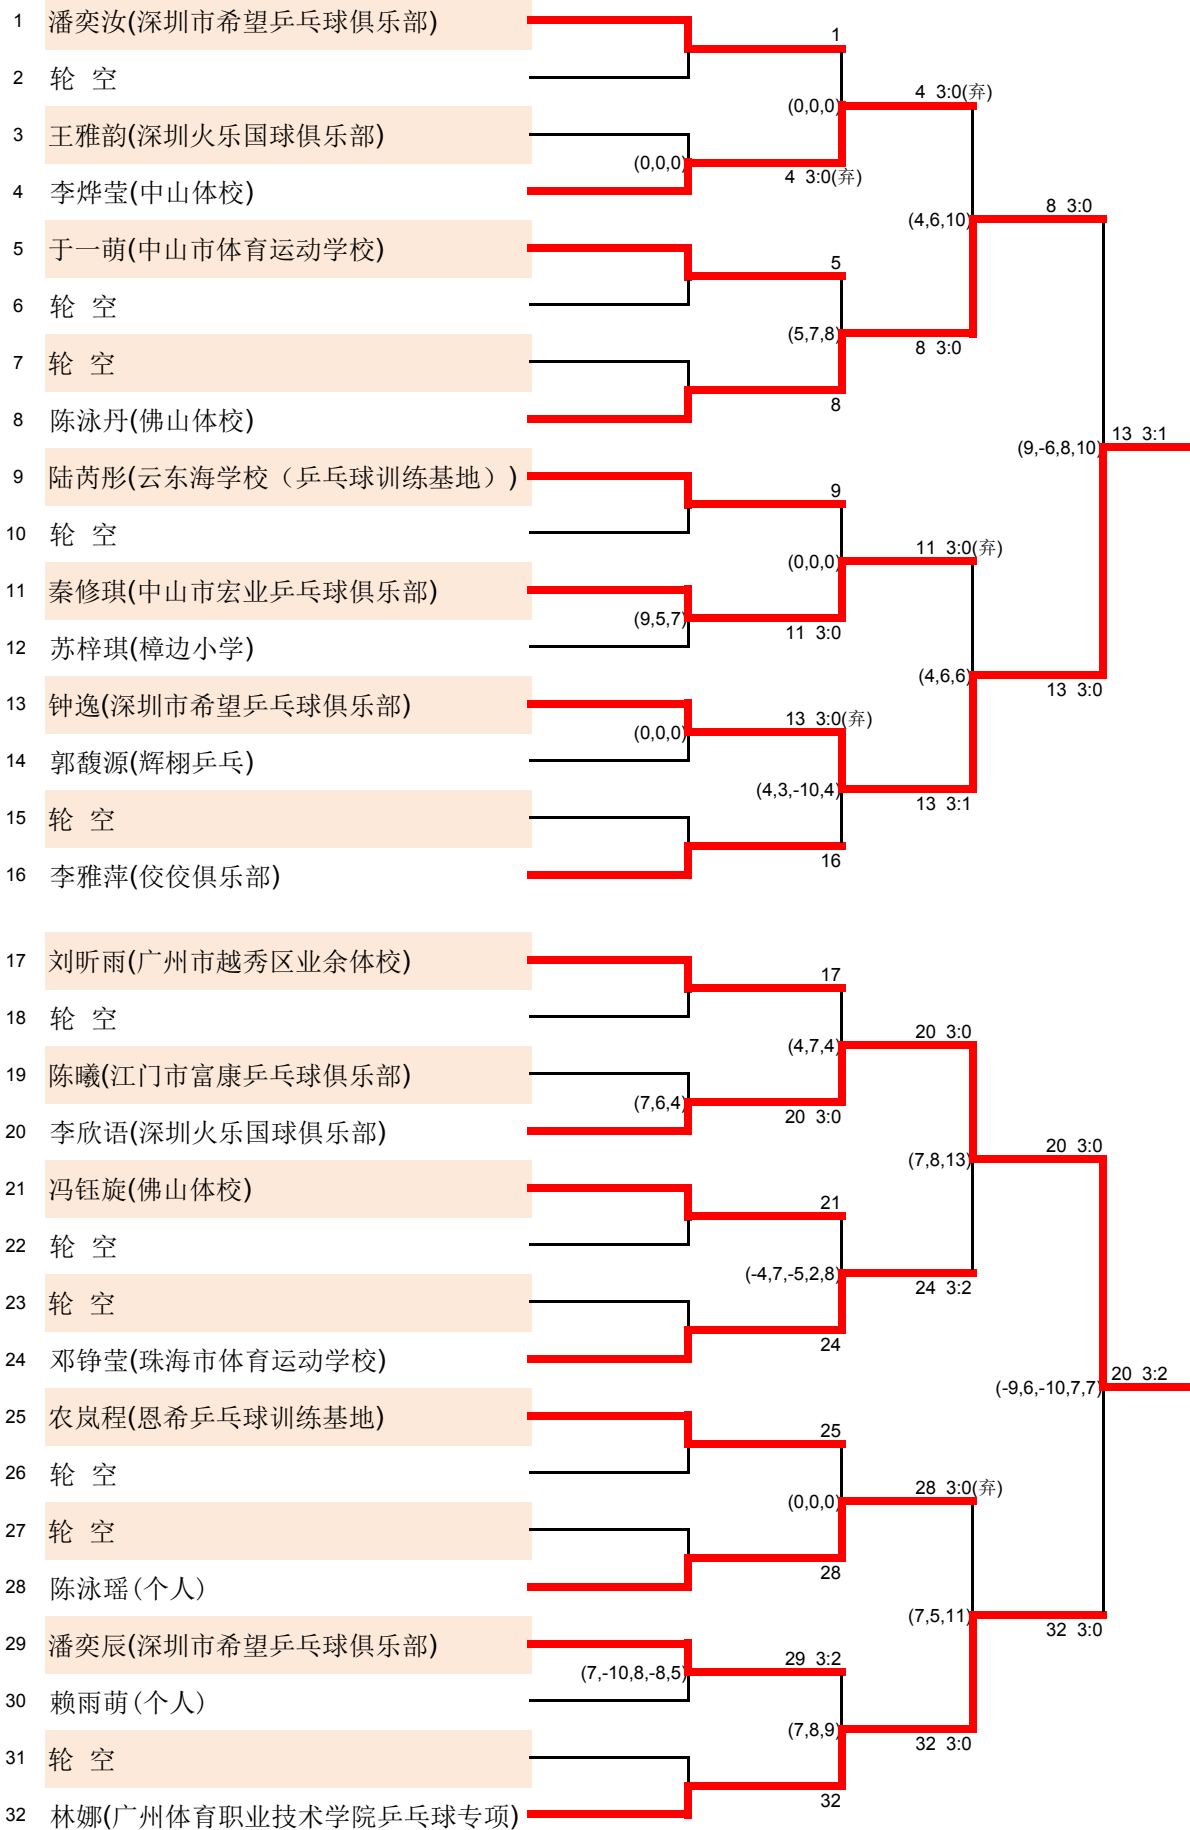 1 潘奕汝(深圳市希望乒乓球俱乐部)
1
2 轮 空
4 3:0(弃)
(0,0,0)
3 王雅韵(深圳火乐国球俱乐部)
(0,0,0)
4 3:0(弃)
4 李烨莹(中山体校)
8 3:0
(4,6,10)
5 于一萌(中山市体育运动学校)
5
6 轮 空
(5,7,8)
8 3:0
7 轮 空
8
8 陈泳丹(佛山体校)
13 3:1
(9,-6,8,10)
9 陆芮彤(云东海学校（乒乓球训练基地）)
9
10 轮 空
11 3:0(弃)
(0,0,0)
11 秦修琪(中山市宏业乒乓球俱乐部)
(9,5,7)
11 3:0
12 苏梓琪(樟边小学)
(4,6,6)
13 3:0
13 钟逸(深圳市希望乒乓球俱乐部)
13 3:0(弃)
(0,0,0)
14 郭馥源(辉栩乒乓)
(4,3,-10,4)
13 3:1
15 轮 空
16
16 李雅萍(佼佼俱乐部)
17 刘昕雨(广州市越秀区业余体校)
17
18 轮 空
20 3:0
(4,7,4)
19 陈曦(江门市富康乒乓球俱乐部)
(7,6,4)
20 3:0
20 李欣语(深圳火乐国球俱乐部)
20 3:0
(7,8,13)
21 冯钰旋(佛山体校)
21
22 轮 空
(-4,7,-5,2,8)
24 3:2
23 轮 空
24
24 邓铮莹(珠海市体育运动学校)
20 3:2
(-9,6,-10,7,7)
25 农岚程(恩希乒乓球训练基地)
25
26 轮 空
28 3:0(弃)
(0,0,0)
27 轮 空
28
28 陈泳瑶(个人)
(7,5,11)
32 3:0
29 潘奕辰(深圳市希望乒乓球俱乐部)
29 3:2
(7,-10,8,-8,5)
30 赖雨萌(个人)
(7,8,9)
32 3:0
31 轮 空
32
32 林娜(广州体育职业技术学院乒乓球专项)